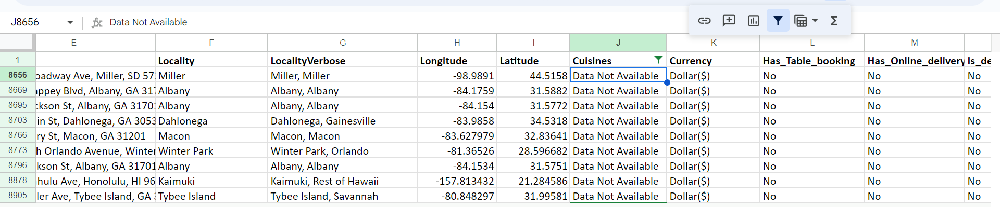 J8656 fx Data Not Available
E F G H I J K L M
1 Locality LocalityVerbose Longitude Latitude Cuisines Currency Has_Table_booking Has_Online_delivery Is_de
8656 oadway Ave, Miller, SD 57 Miller Miller, Miller -98.9891 44.5158 Data Not Available Dollar($) No No No
8669 appey Blvd, Albany, GA 317 Albany Albany, Albany -84.1759 31.5882 Data Not Available Dollar($) No No No
8695 ckson St, Albany, GA 31701 Albany Albany, Albany -84.154 31.5772 Data Not Available Dollar($) No No No
8703 in St, Dahlonega, GA 3053 Dahlonega Dahlonega, Gainesville -83.9858 34.5318 Data Not Available Dollar($) No No No
8766 ry St, Macon, GA 31201 Macon Macon, Macon -83.627979 32.83641 Data Not Available Dollar($) No No No
8773 h Orlando Avenue, Winter Winter Park Winter Park, Orlando -81.36526 28.596682 Data Not Available Dollar($) No No No
8796 kson St, Albany, GA 31701 Albany Albany, Albany -84.1534 31.5751 Data Not Available Dollar($) No No No
8878 ahulu Ave, Honolulu, HI 96 Kaimuki Kaimuki, Rest of Hawaii -157.813432 21.284586 Data Not Available Dollar($) No No No
8905 ler Ave, Tybee Island, GA Tybee Island Tybee Island, Savannah -80.848297 31.99581 Data Not Available Dollar($) No No No